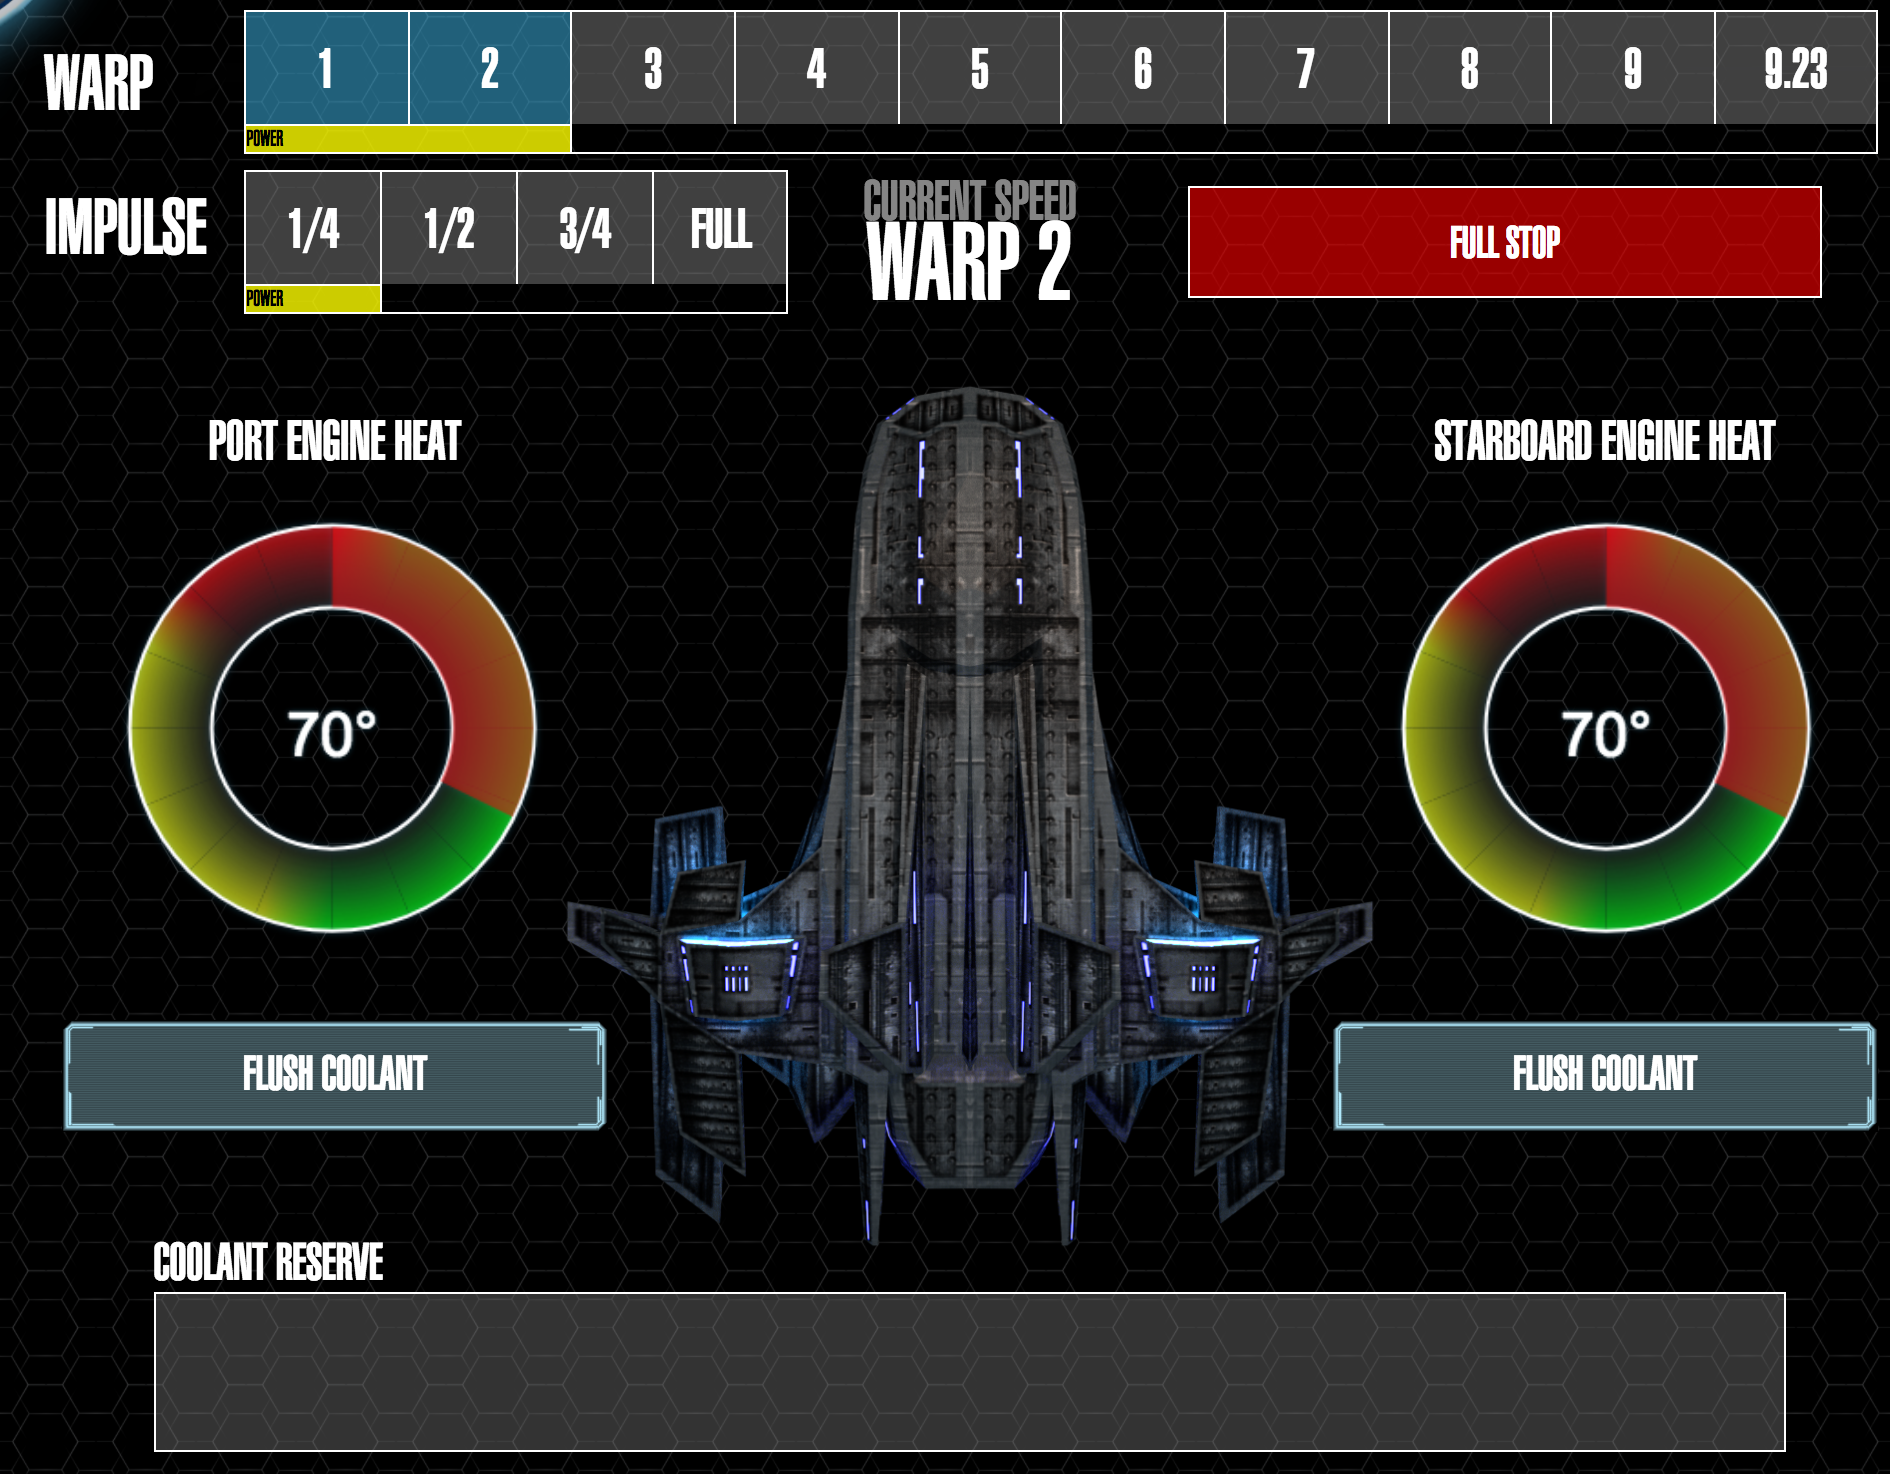 WARP
1 2 3 4 5 6 7 8 9 9.23
POWER
IMPULSE
1/4 1/2 3/4 FULL
POWER
CURRENT SPEED
WARP 2
FULL STOP
PORT ENGINE HEAT
70°
FLUSH COOLANT
STARBOARD ENGINE HEAT
70°
FLUSH COOLANT
COOLANT RESERVE